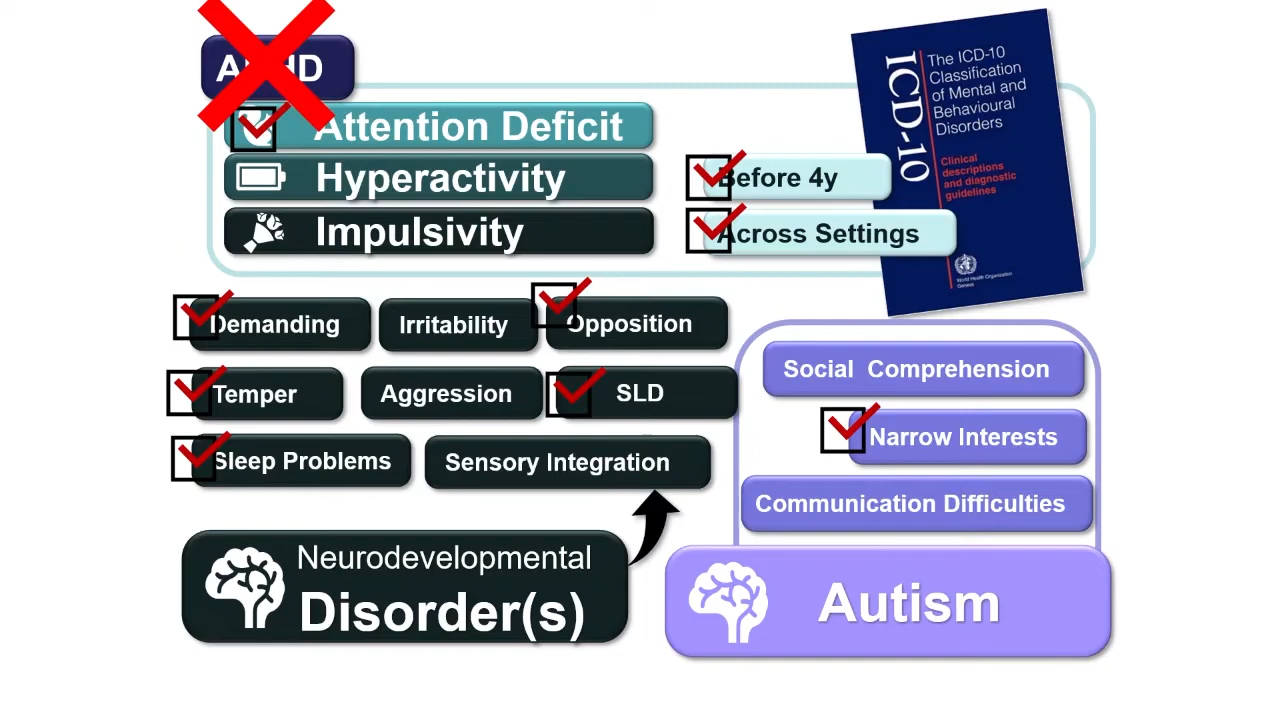 ADHD
Attention Deficit
Hyperactivity
Impulsivity
Before 4y
Across Settings
ICD-10
The ICD-10
Classification
of Mental and
Behavioural
Disorders
Clinical
descriptions
and diagnostic
guidelines
World Health Organization
Geneva
Demanding
Irritability
Opposition
Temper
Aggression
SLD
Sleep Problems
Sensory Integration
Social Comprehension
Narrow Interests
Communication Difficulties
Neurodevelopmental
Disorder(s)
Autism